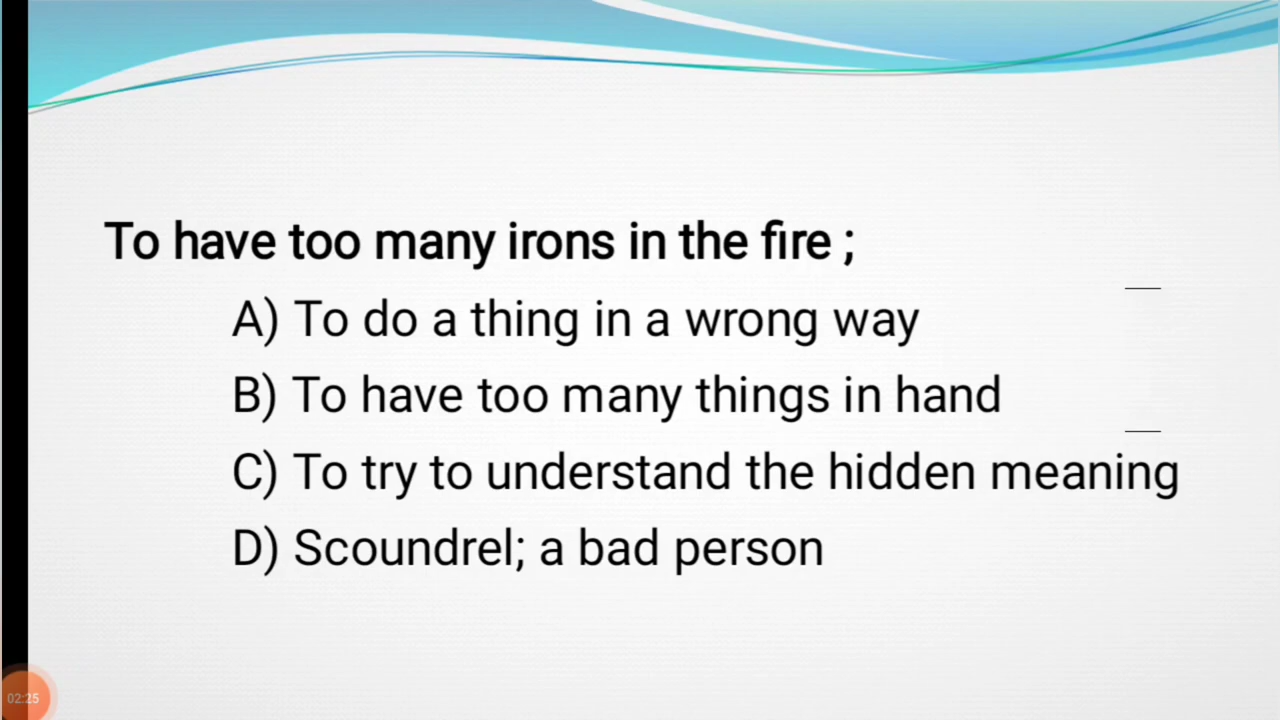 To have too many irons in the fire ;
A) To do a thing in a wrong way
B) To have too many things in hand
C) To try to understand the hidden meaning
D) Scoundrel; a bad person
02:25